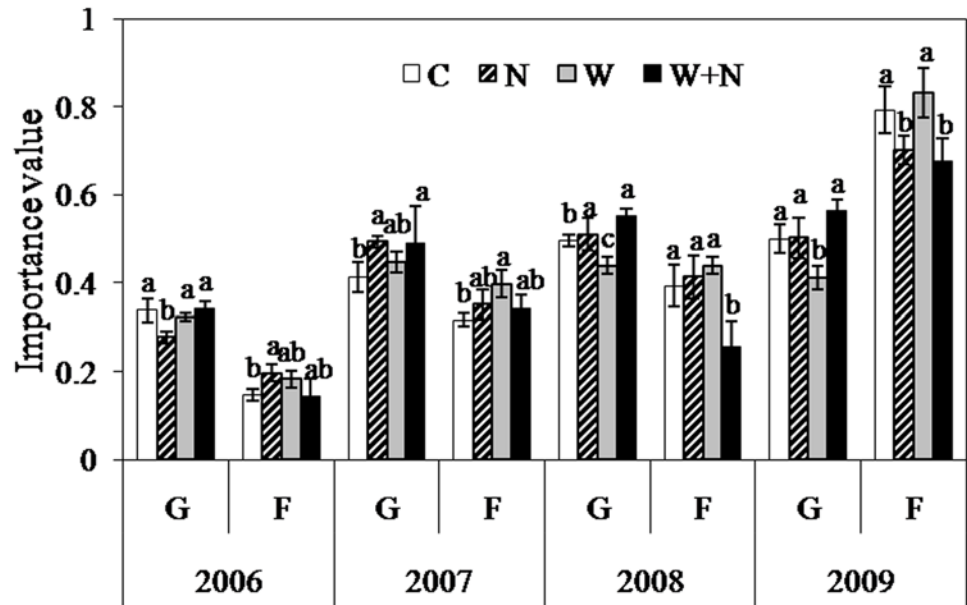 1
C N W W+N
a a
0.8
b b
Importance value
0.6
a a ab a
b a c a
a a b a
0.4
b b ab a ab
a a a b
a b a a
0.2
b a ab ab
0
G F G F G F G F
2006 2007 2008 2009